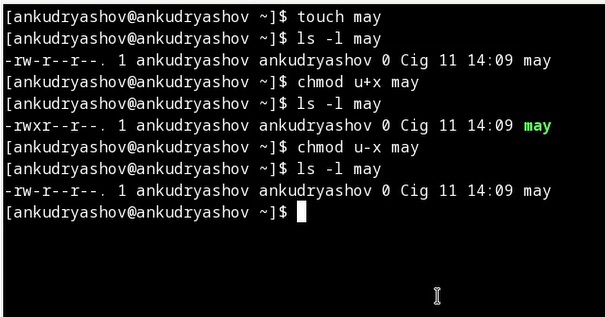 [ankudryashov@ankudryashov ~]$ touch may
[ankudryashov@ankudryashov ~]$ ls -l may
-rw-r--r--. 1 ankudryashov ankudryashov 0 Cig 11 14:09 may
[ankudryashov@ankudryashov ~]$ chmod u+x may
[ankudryashov@ankudryashov ~]$ ls -l may
-rwxr--r--. 1 ankudryashov ankudryashov 0 Cig 11 14:09 may
[ankudryashov@ankudryashov ~]$ chmod u-x may
[ankudryashov@ankudryashov ~]$ ls -l may
-rw-r--r--. 1 ankudryashov ankudryashov 0 Cig 11 14:09 may
[ankudryashov@ankudryashov ~]$